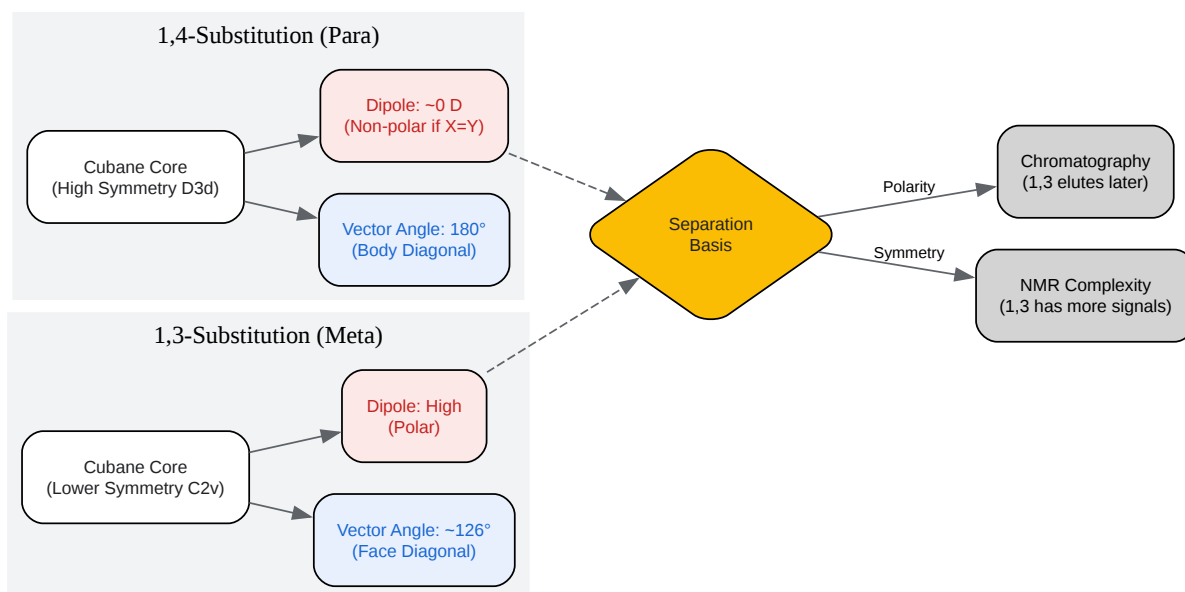 1,4-Substitution (Para)
Dipole: ~0 D
(Non-polar if X=Y)
Cubane Core
(High Symmetry D3d)
Vector Angle: 180°
(Body Diagonal)
1,3-Substitution (Meta)
Dipole: High
(Polar)
Cubane Core
(Lower Symmetry C2v)
Vector Angle: ~126°
(Face Diagonal)
Separation
Basis
Polarity
Symmetry
Chromatography
(1,3 elutes later)
NMR Complexity
(1,3 has more signals)